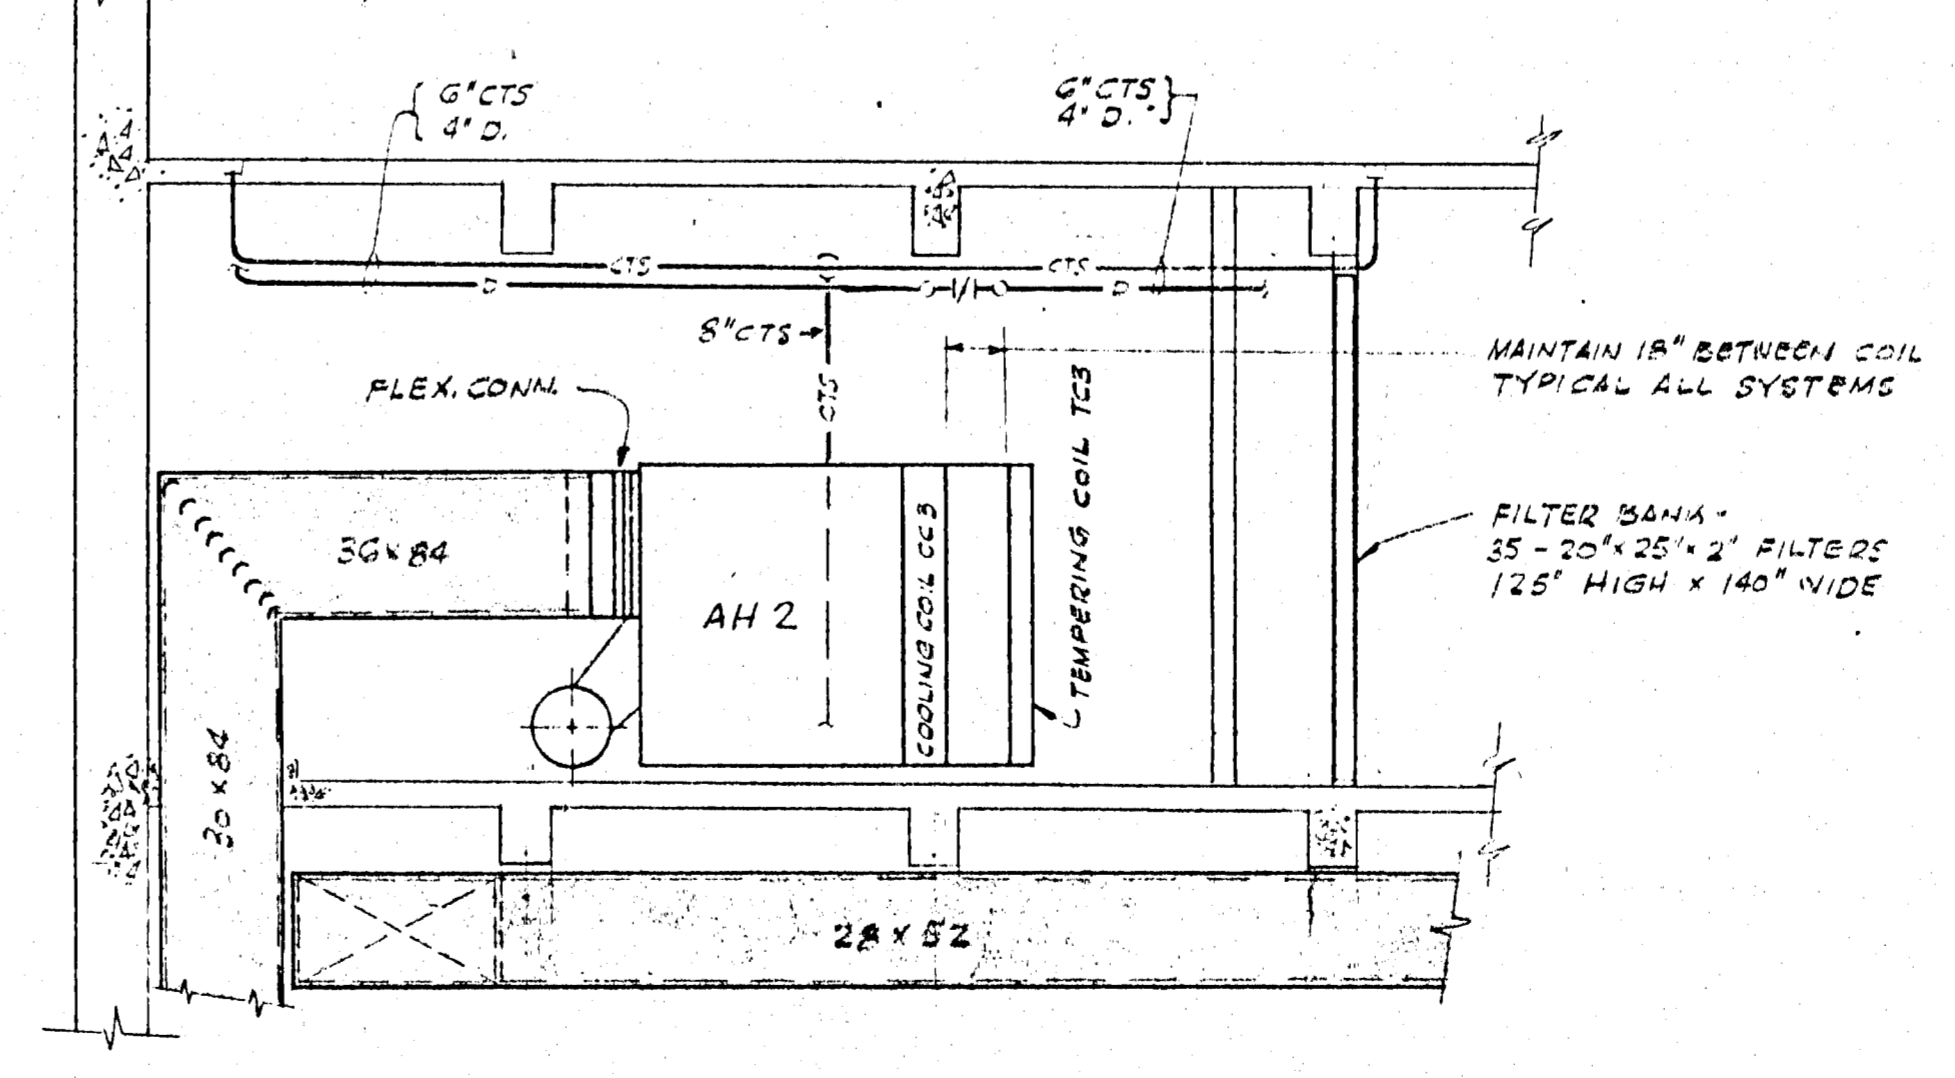 6" CTS
4" D.
6" CTS
4" D.
CTS
CTS
D
D
8" CTS
CTS
MAINTAIN 18" BETWEEN COIL
TYPICAL ALL SYSTEMS
FLEX. CONN.
TEMPERING COIL TC3
36 x 84
AH 2
COOLING COIL CC3
FILTER BANK -
35 - 20" x 25" x 2" FILTERS
125" HIGH x 140" WIDE
30 x 84
28 x 52